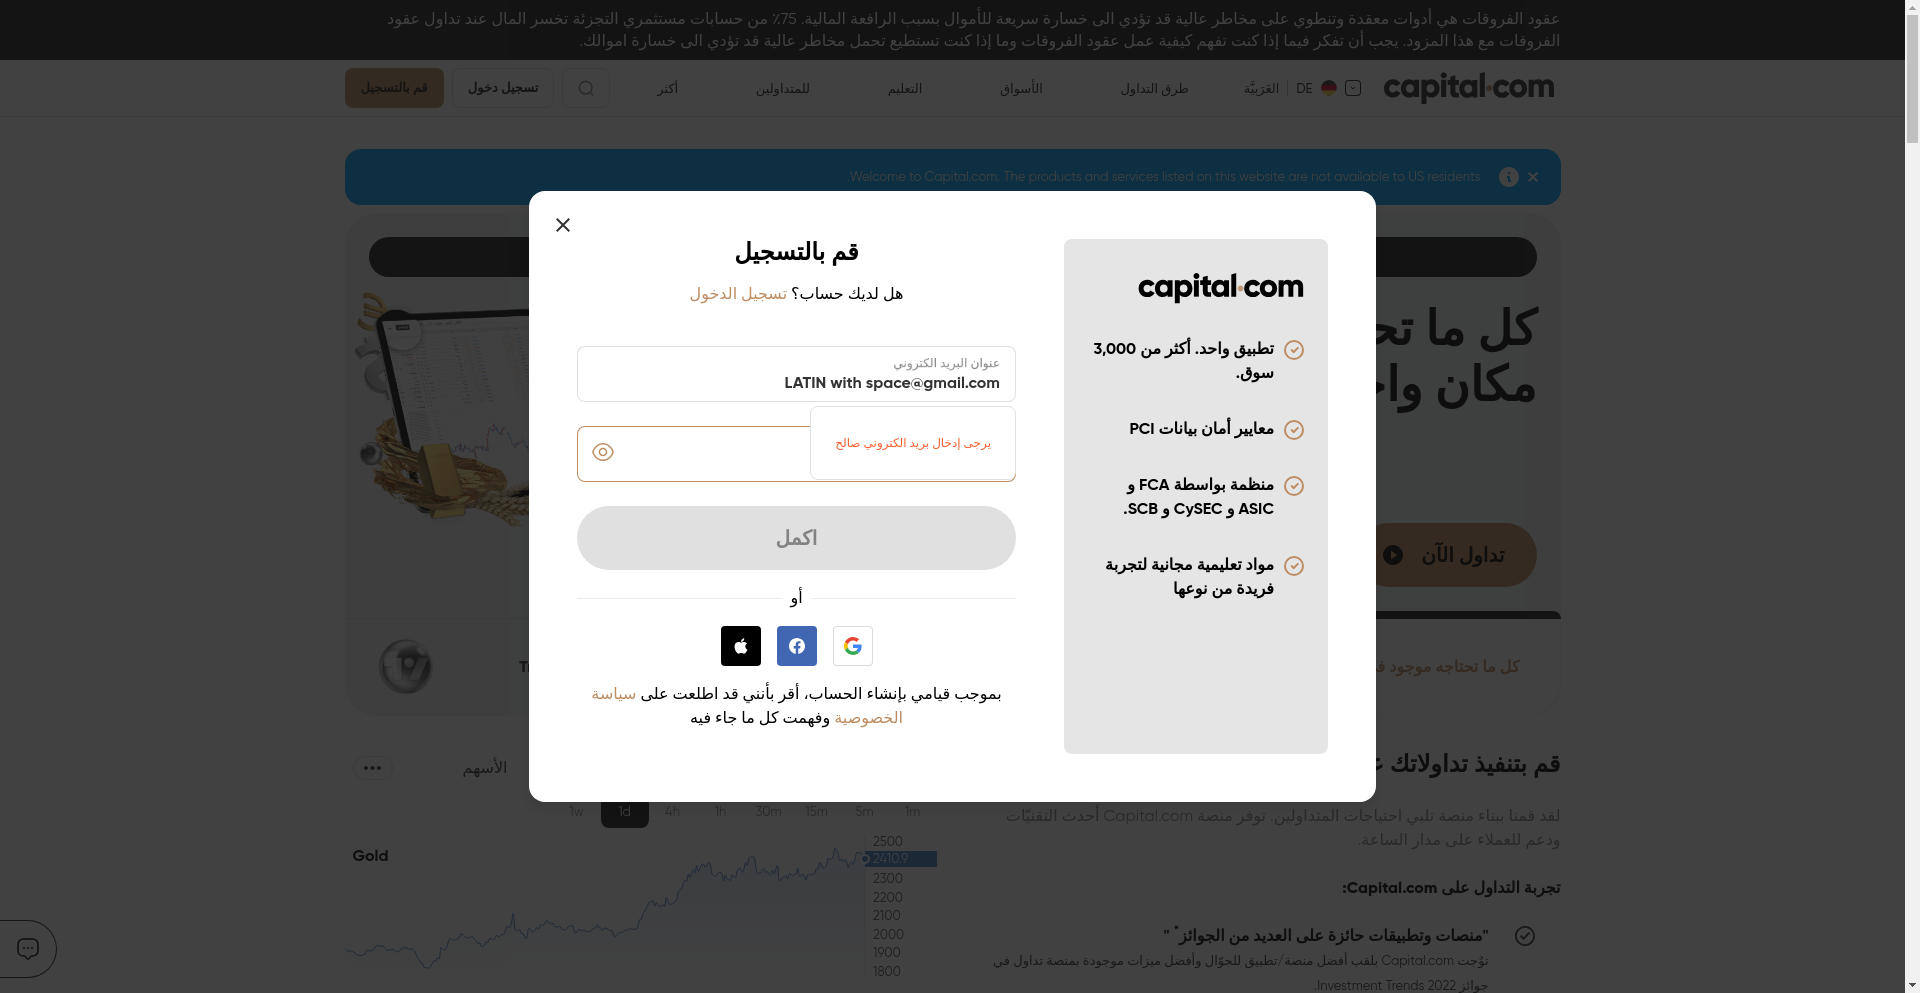 عقود الفروقات هي أدوات معقدة وتنطوي على مخاطر عالية قد تؤدي الى خسارة سريعة للأموال بسبب الرافعة المالية. 75٪ من حسابات مستثمري التجزئة تخسر المال عند تداول عقود
الفروقات مع هذا المزود. يجب أن تفكر فيما إذا كنت تفهم كيفية عمل عقود الفروقات وما إذا كنت تستطيع تحمل مخاطر عالية قد تؤدي الى خسارة اموالك.
capital.com
DE
العَرَبِيَّة
طرق التداول
الأسواق
التعليم
للمتداولين
أكثر
تسجيل دخول
قم بالتسجيل
Welcome to Capital.com. The products and services listed on this website are not available to US residents.
قم بالتسجيل
هل لديك حساب؟ تسجيل الدخول
عنوان البريد الكتروني
LATIN with space@gmail.com
يرجى إدخال بريد الكتروني صالح
اكمل
أو
بموجب قيامي بإنشاء الحساب، أقر بأنني قد اطلعت على سياسة
الخصوصية وفهمت كل ما جاء فيه
capital.com
تطبيق واحد. أكثر من 3,000
سوق.
معايير أمان بيانات PCI
منظمة بواسطة FCA و
ASIC و CySEC و SCB.
مواد تعليمية مجانية لتجربة
فريدة من نوعها
كل ما
مكان
تداول الآن
كل ما تحتاجه موجود
قم بتنفيذ تداولاتك
لقد قمنا ببناء منصة تلبي احتياجات المتداولين. توفر منصة Capital.com أحدث التقنيّات
ودعم للعملاء على مدار الساعة.
تجربة التداول على Capital.com:
"منصات وتطبيقات حائزة على العديد من الجوائز* "
توُجت Capital.com بلقب أفضل منصة/تطبيق للجوّال وأفضل ميزات موجودة بمنصة تداول في
جوائز Investment Trends 2022.
الأسهم
1w
1d
4h
1h
30m
15m
5m
1m
Gold
2500
2410.9
2300
2200
2100
2000
1900
1800